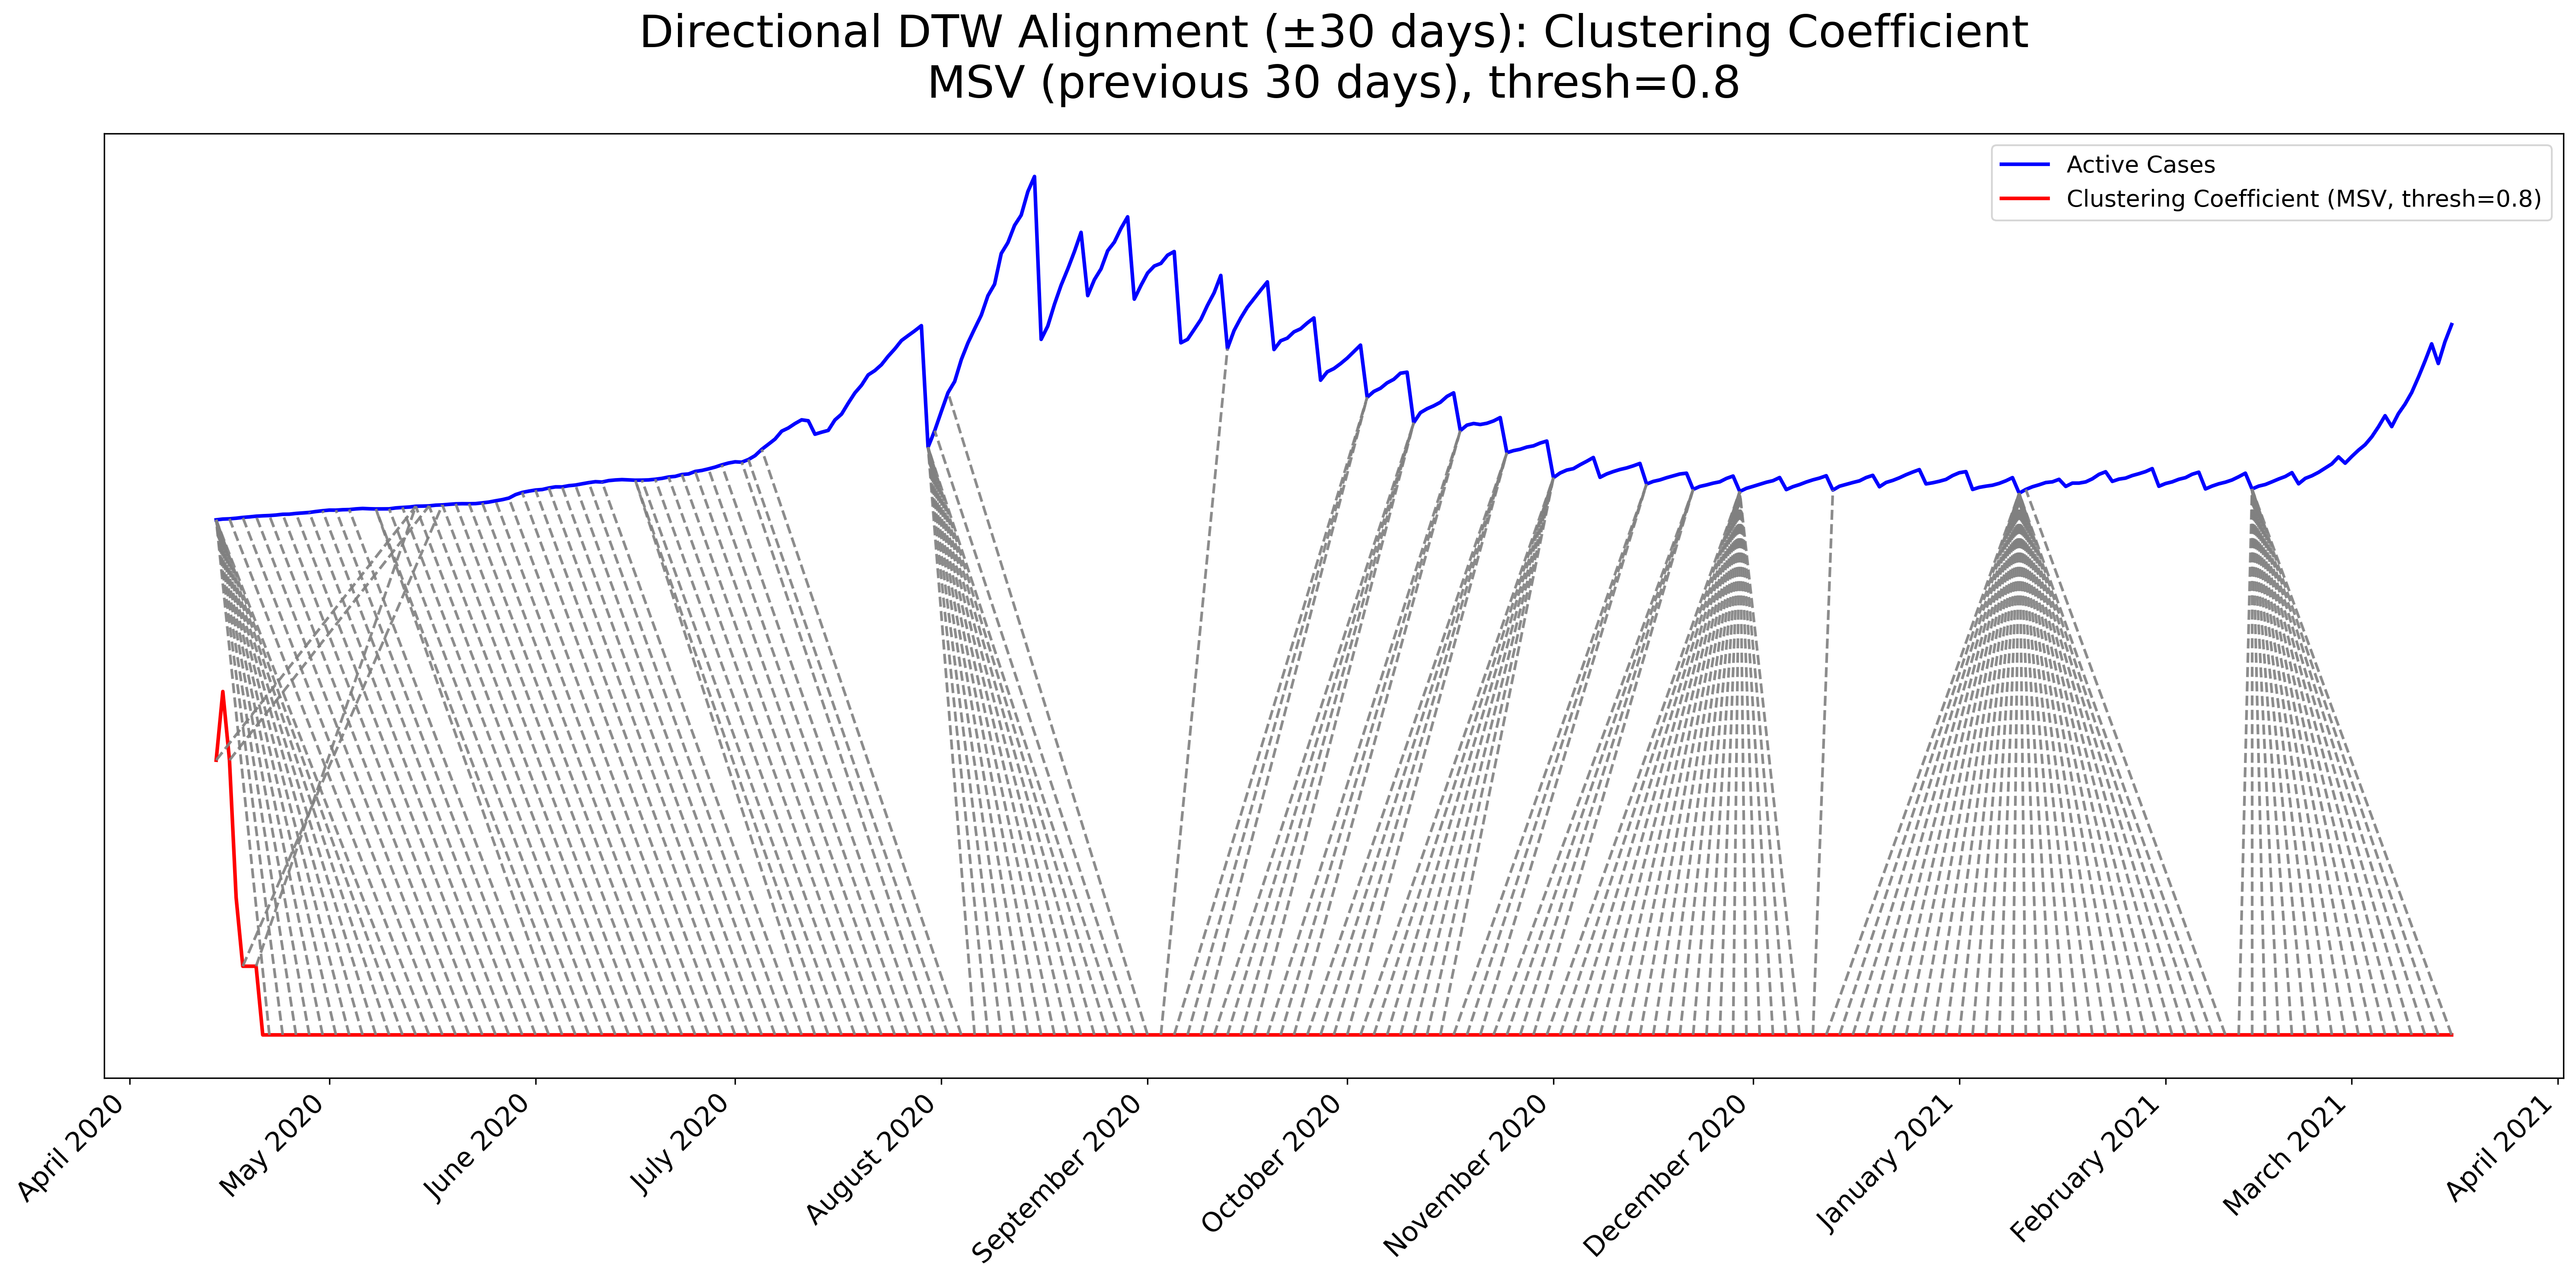 Directional DTW Alignment (±30 days): Clustering Coefficient
MSV (previous 30 days), thresh=0.8
Active Cases
Clustering Coefficient (MSV, thresh=0.8)
April 2020
May 2020
June 2020
July 2020
August 2020
September 2020
October 2020
November 2020
December 2020
January 2021
February 2021
March 2021
April 2021